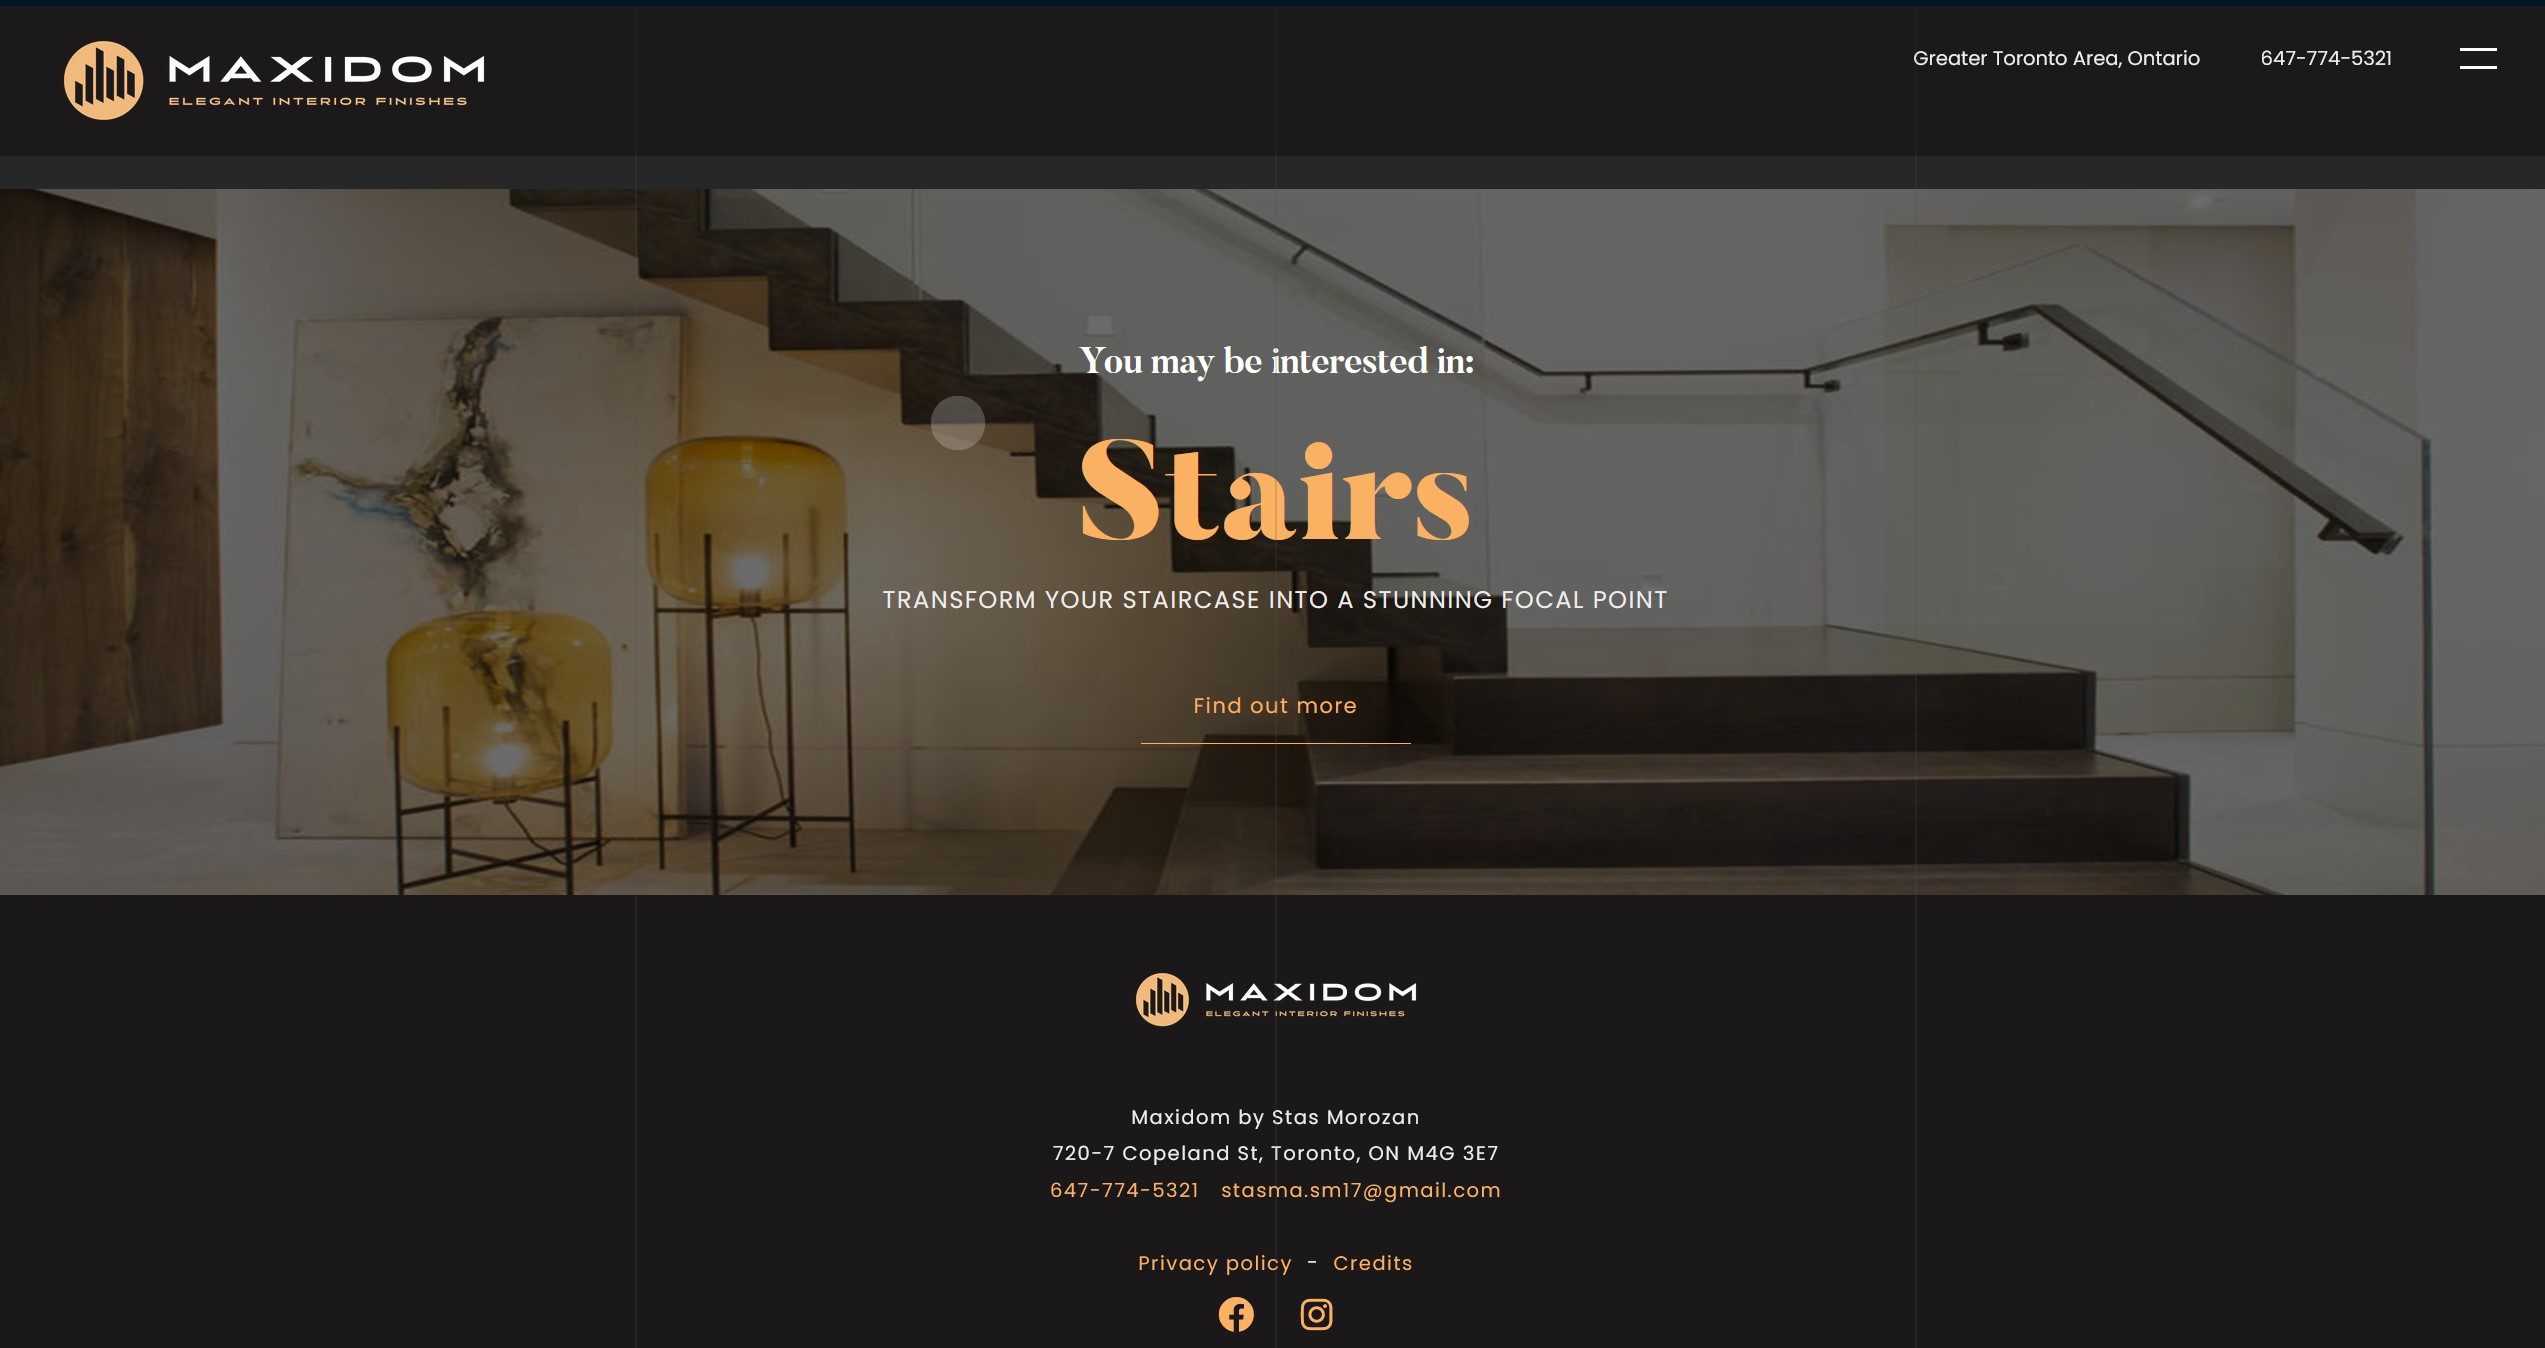 MAXIDOM
ELEGANT INTERIOR FINISHES
Greater Toronto Area, Ontario
647-774-5321
You may be interested in:
Stairs
TRANSFORM YOUR STAIRCASE INTO A STUNNING FOCAL POINT
Find out more
MAXIDOM
ELEGANT INTERIOR FINISHES
Maxidom by Stas Morozan
720-7 Copeland St, Toronto, ON M4G 3E7
647-774-5321 stasma.sm17@gmail.com
Privacy policy - Credits